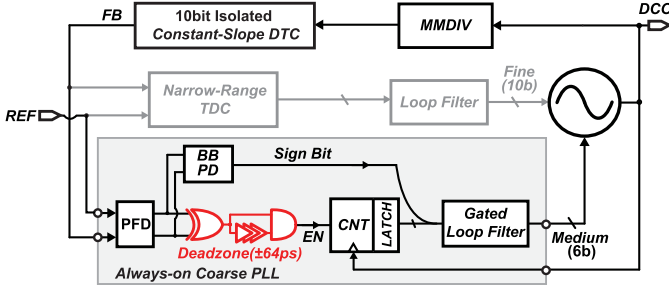 FB
10bit Isolated
Constant-Slope DTC
MMDIV
DCO
Narrow-Range
TDC
Loop Filter
Fine
(10b)
REF
BB
PD
Sign Bit
PFD
Deadzone(±64ps)
EN
CNT
LATCH
Gated
Loop Filter
Medium
(6b)
Always-on Coarse PLL